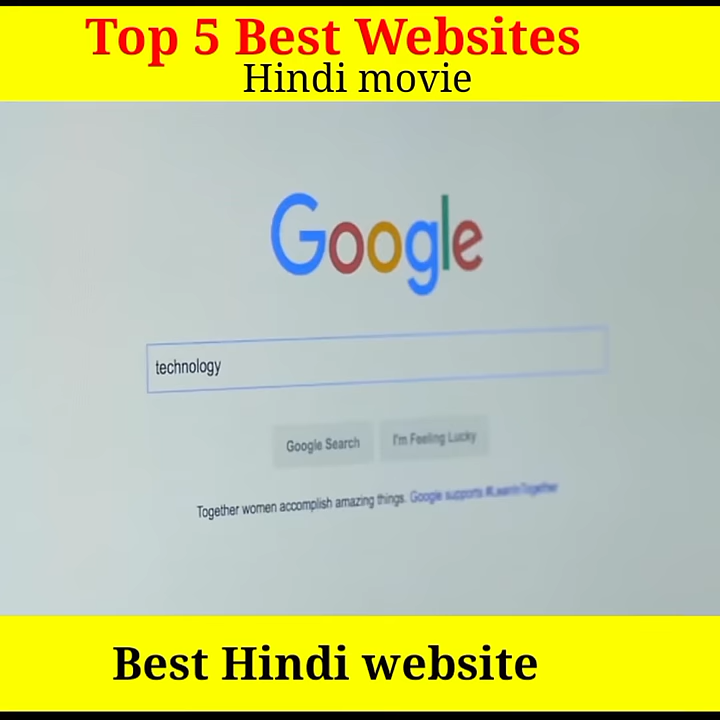 Top 5 Best Websites
Hindi movie
Google
technology
Google Search
I'm Feeling Lucky
Together women accomplish amazing things. Google supports #LearnTogether
Best Hindi website